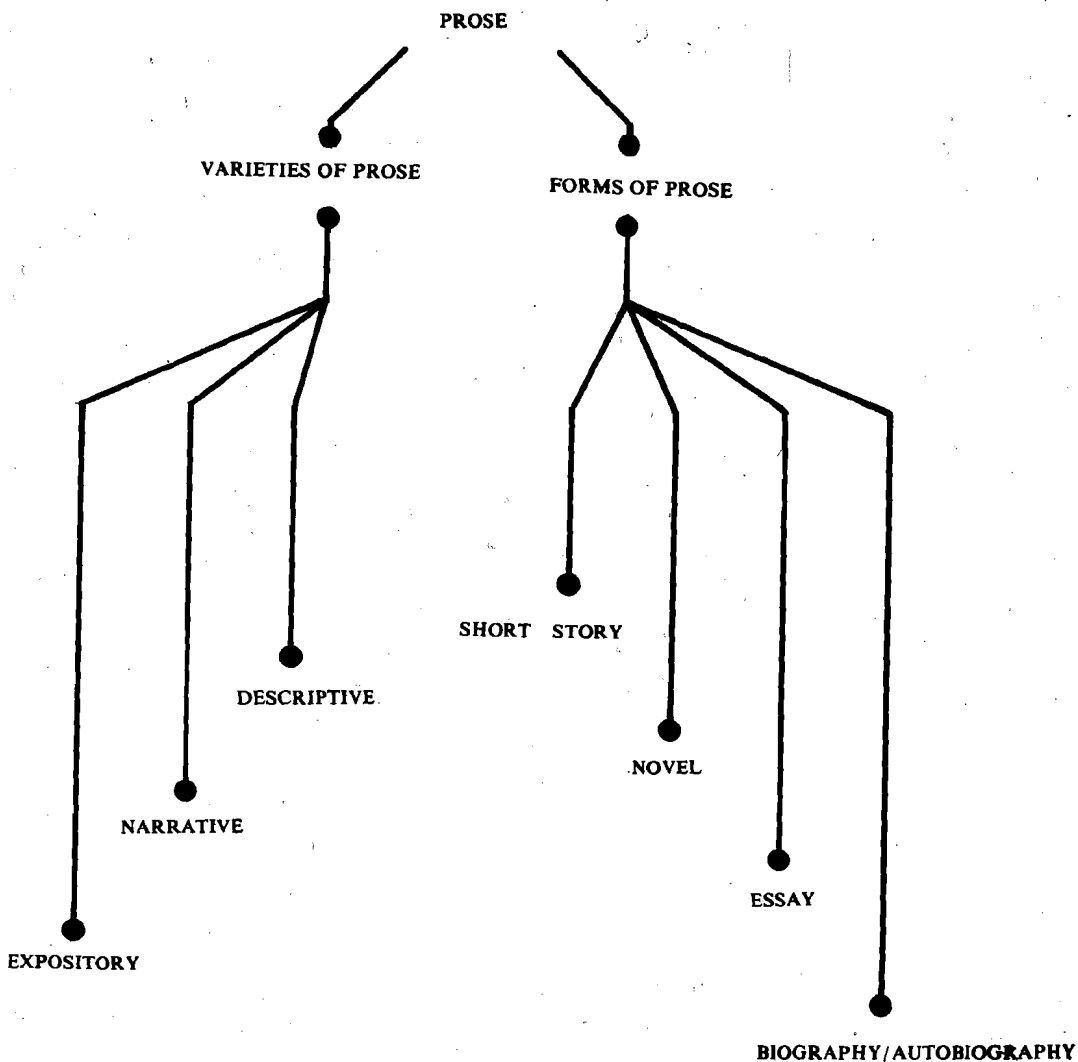 PROSE
VARIETIES OF PROSE
FORMS OF PROSE
SHORT STORY
DESCRIPTIVE
NOVEL
NARRATIVE
ESSAY
EXPOSITORY
BIOGRAPHY/AUTOBIOGRAPHY